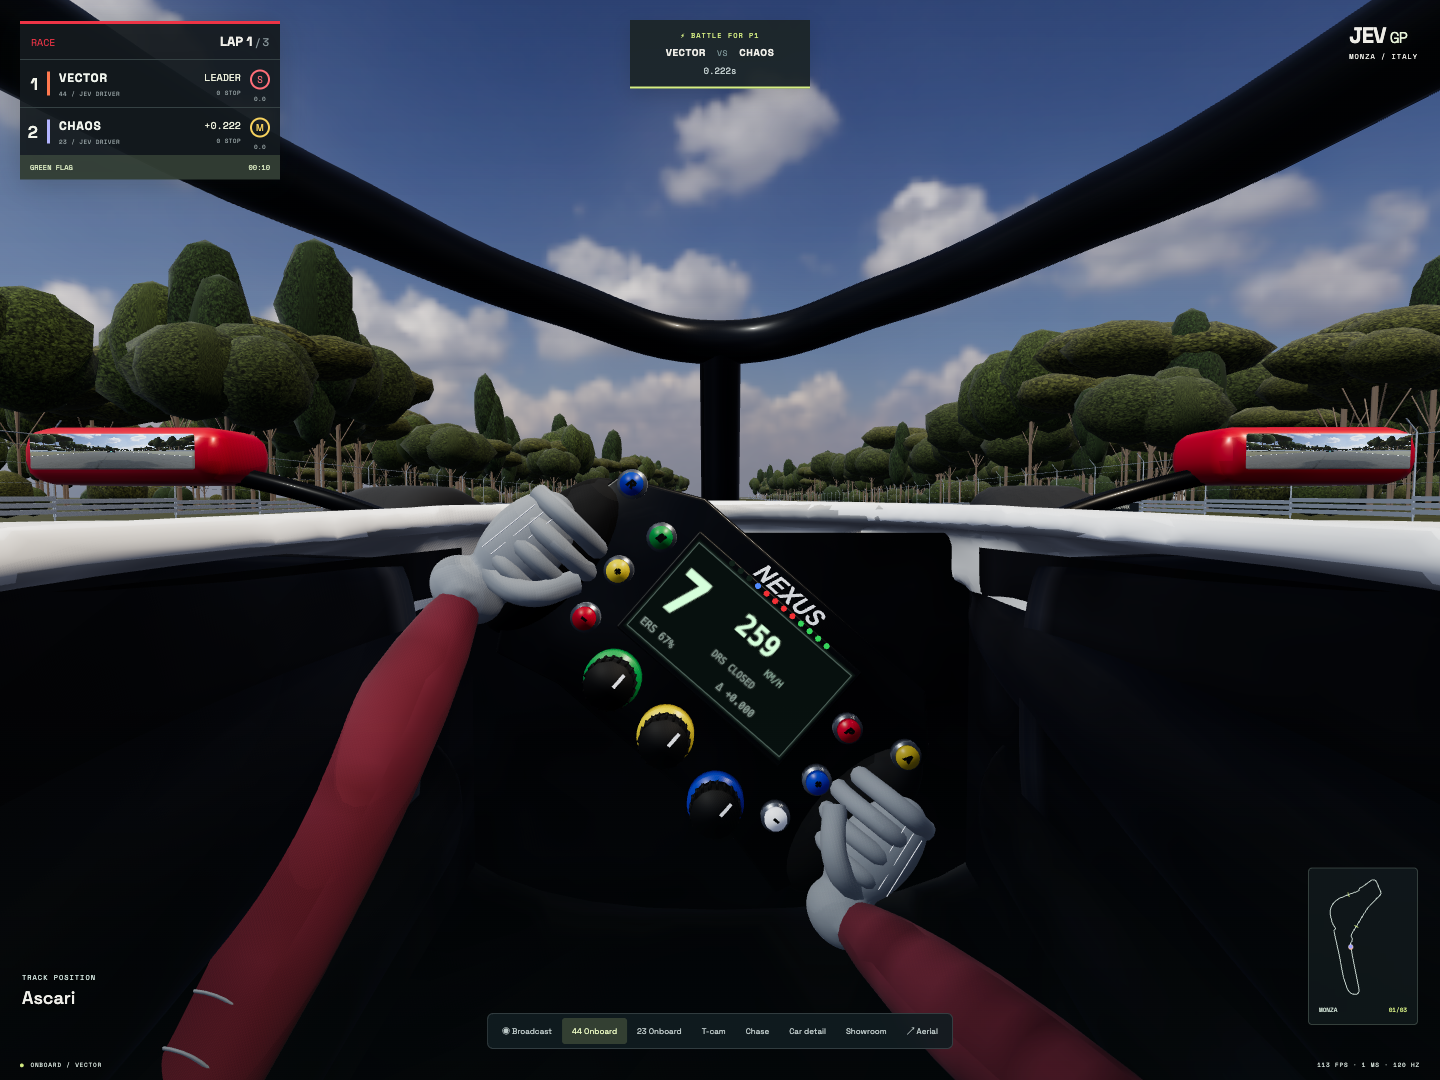 RACE
LAP 1 / 3
1 VECTOR LEADER S
44 / JEV DRIVER 0 STOP 0.0
2 CHAOS +0.222 M
23 / JEV DRIVER 0 STOP 0.0
GREEN FLAG 00:10
⚡ BATTLE FOR P1
VECTOR VS CHAOS
0.222s
JEV GP
MONZA / ITALY
NEXUS
7
259
KM/H
ERS 67%
DRS CLOSED
Δ +0.000
TRACK POSITION
Ascari
MONZA 01/03
Broadcast 44 Onboard 23 Onboard T-cam Chase Car detail Showroom Aerial
ONBOARD / VECTOR
113 FPS · 1 MS · 120 HZ